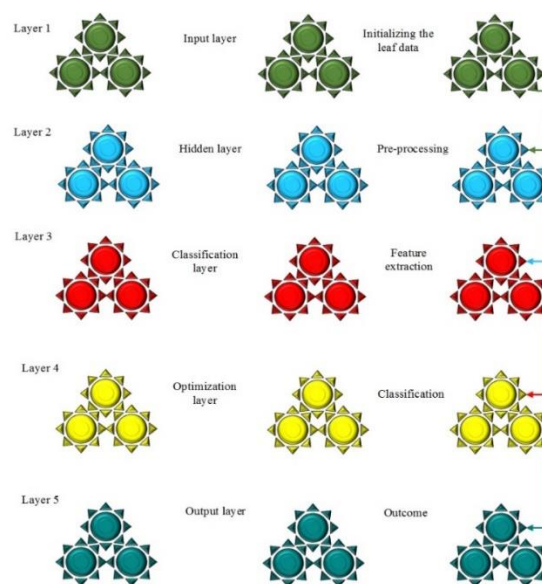 Layer 1
Input layer
Initializing the
leaf data
Layer 2
Hidden layer
Pre-processing
Layer 3
Classification
layer
Feature
extraction
Layer 4
Optimization
layer
Classification
Layer 5
Output layer
Outcome